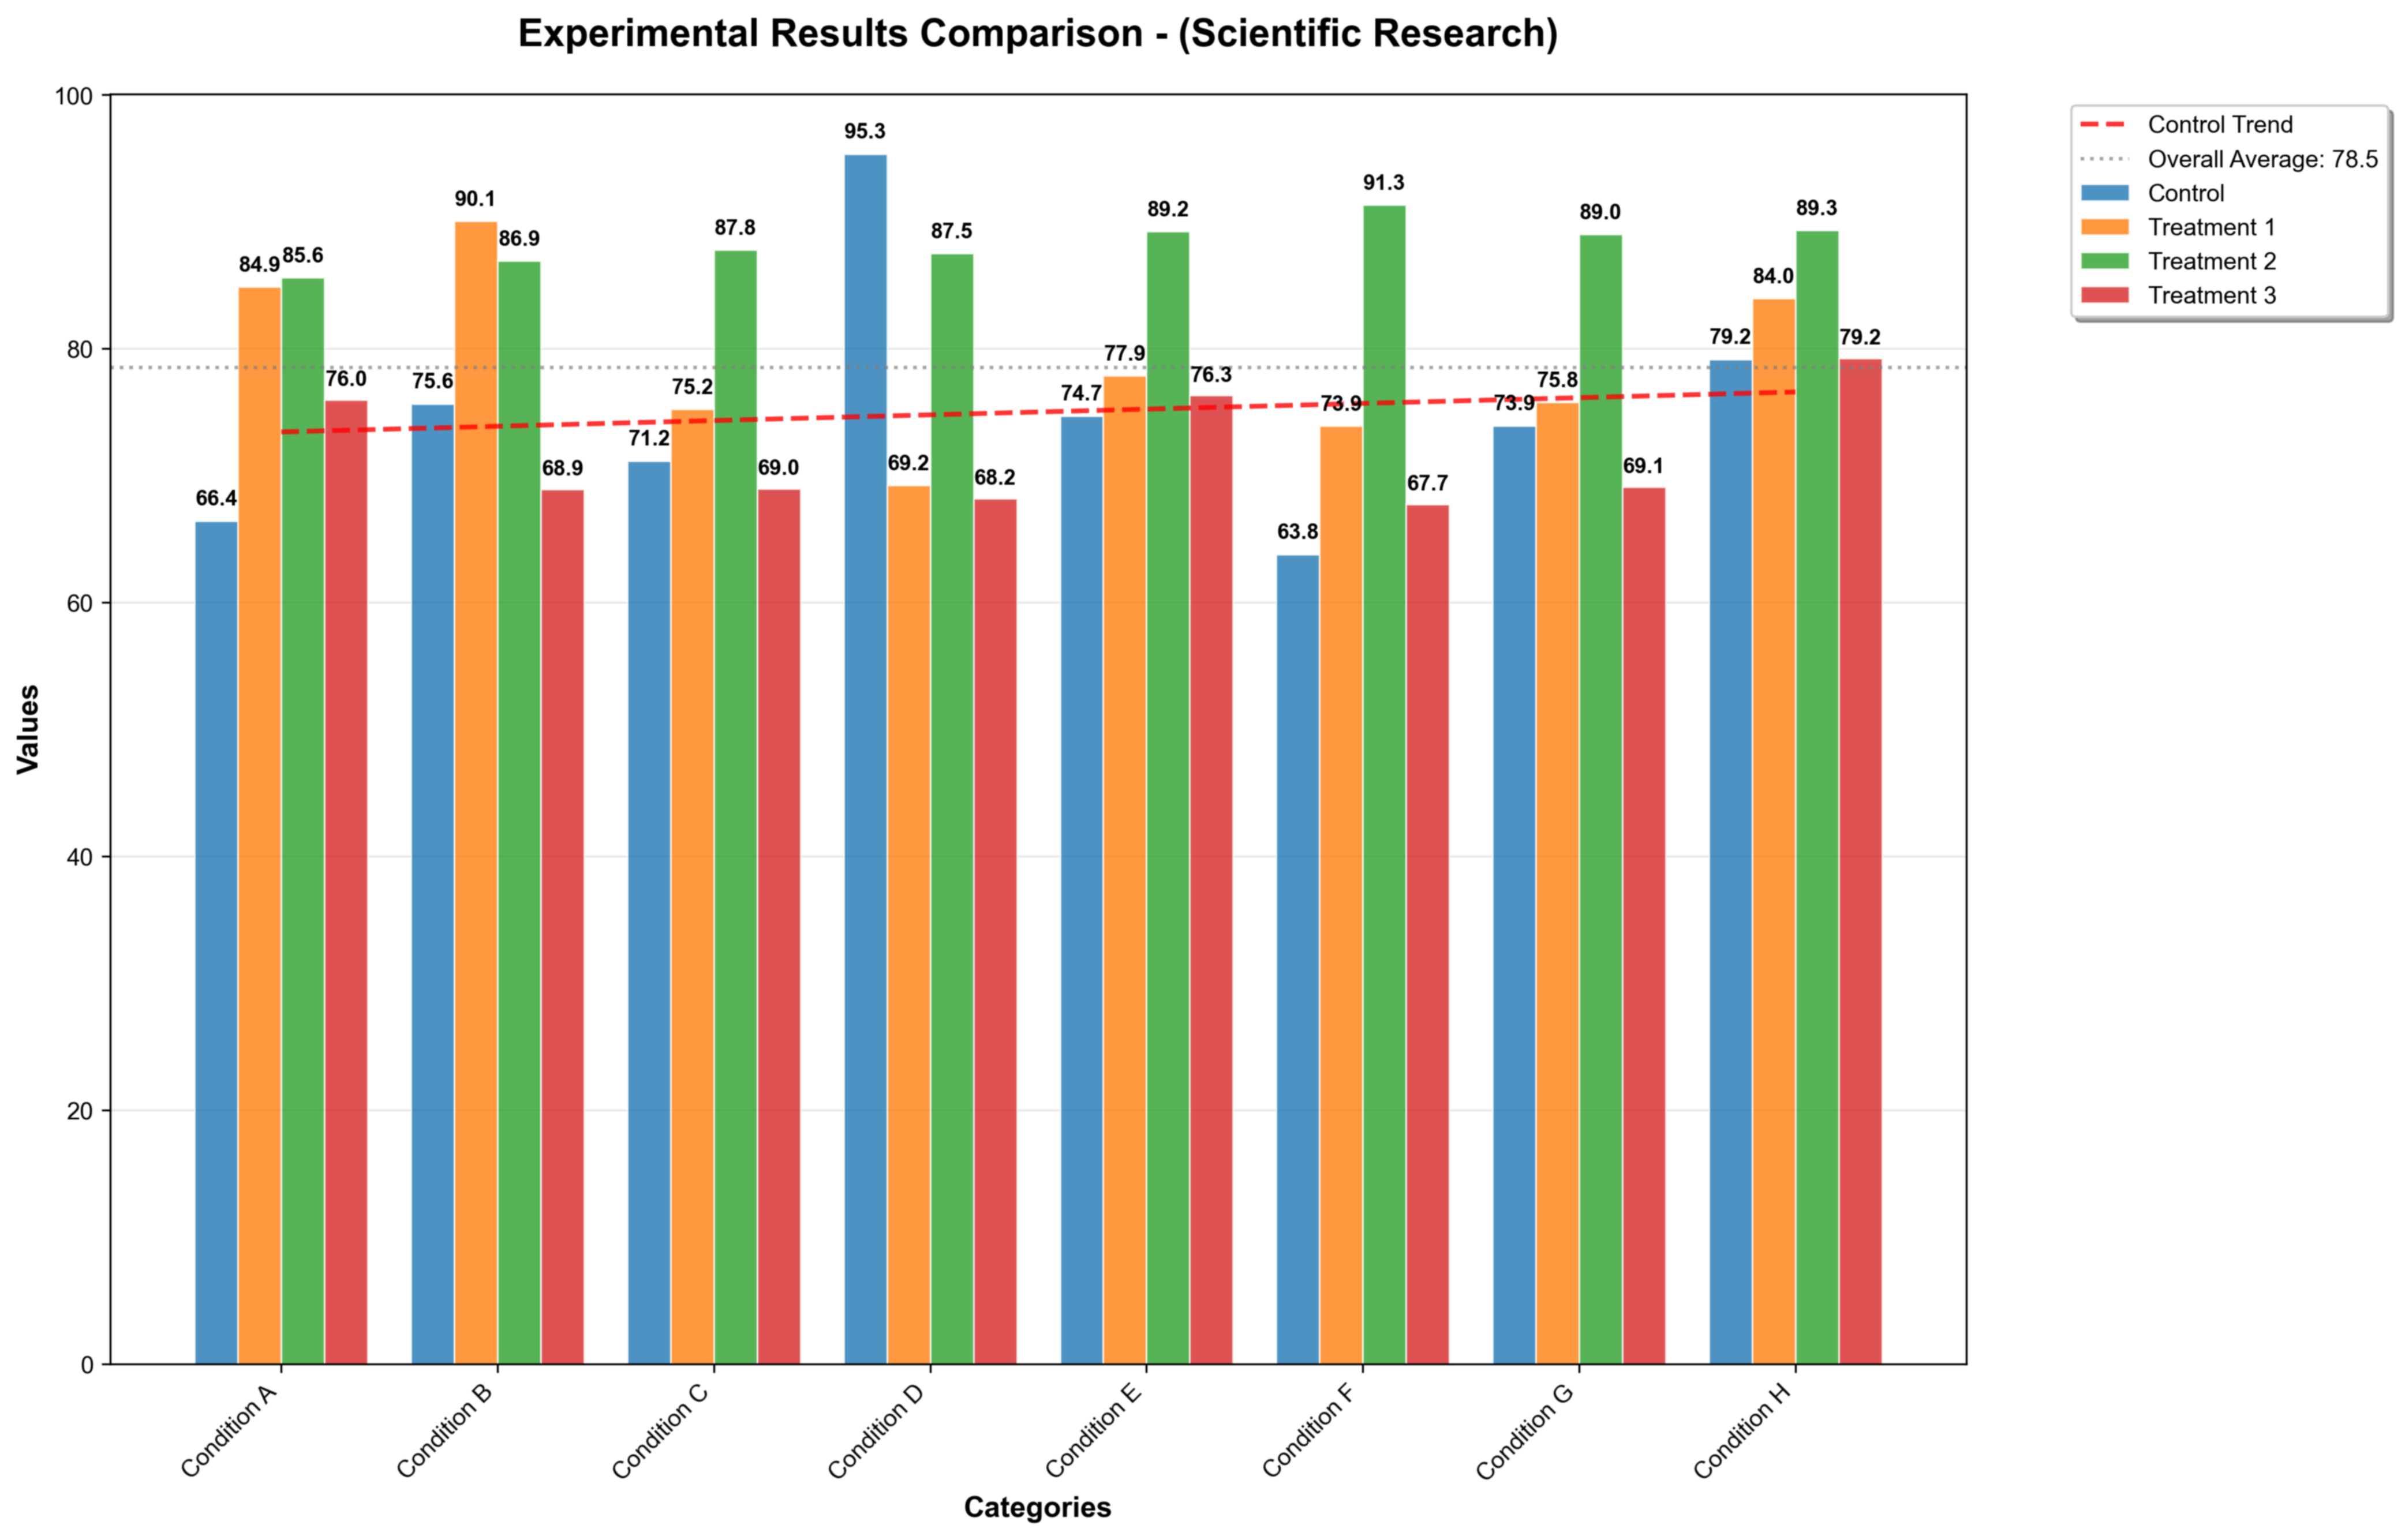 Experimental Results Comparison - (Scientific Research)
Control Trend
Overall Average: 78.5
Control
Treatment 1
Treatment 2
Treatment 3
Values
100
80
60
40
20
0
66.4 84.9 85.6 76.0
75.6 90.1 86.9 68.9
71.2 75.2 87.8 69.0
95.3 69.2 87.5 68.2
74.7 77.9 89.2 76.3
63.8 73.9 91.3 67.7
73.9 75.8 89.0 69.1
79.2 84.0 89.3 79.2
Condition A
Condition B
Condition C
Condition D
Condition E
Condition F
Condition G
Condition H
Categories